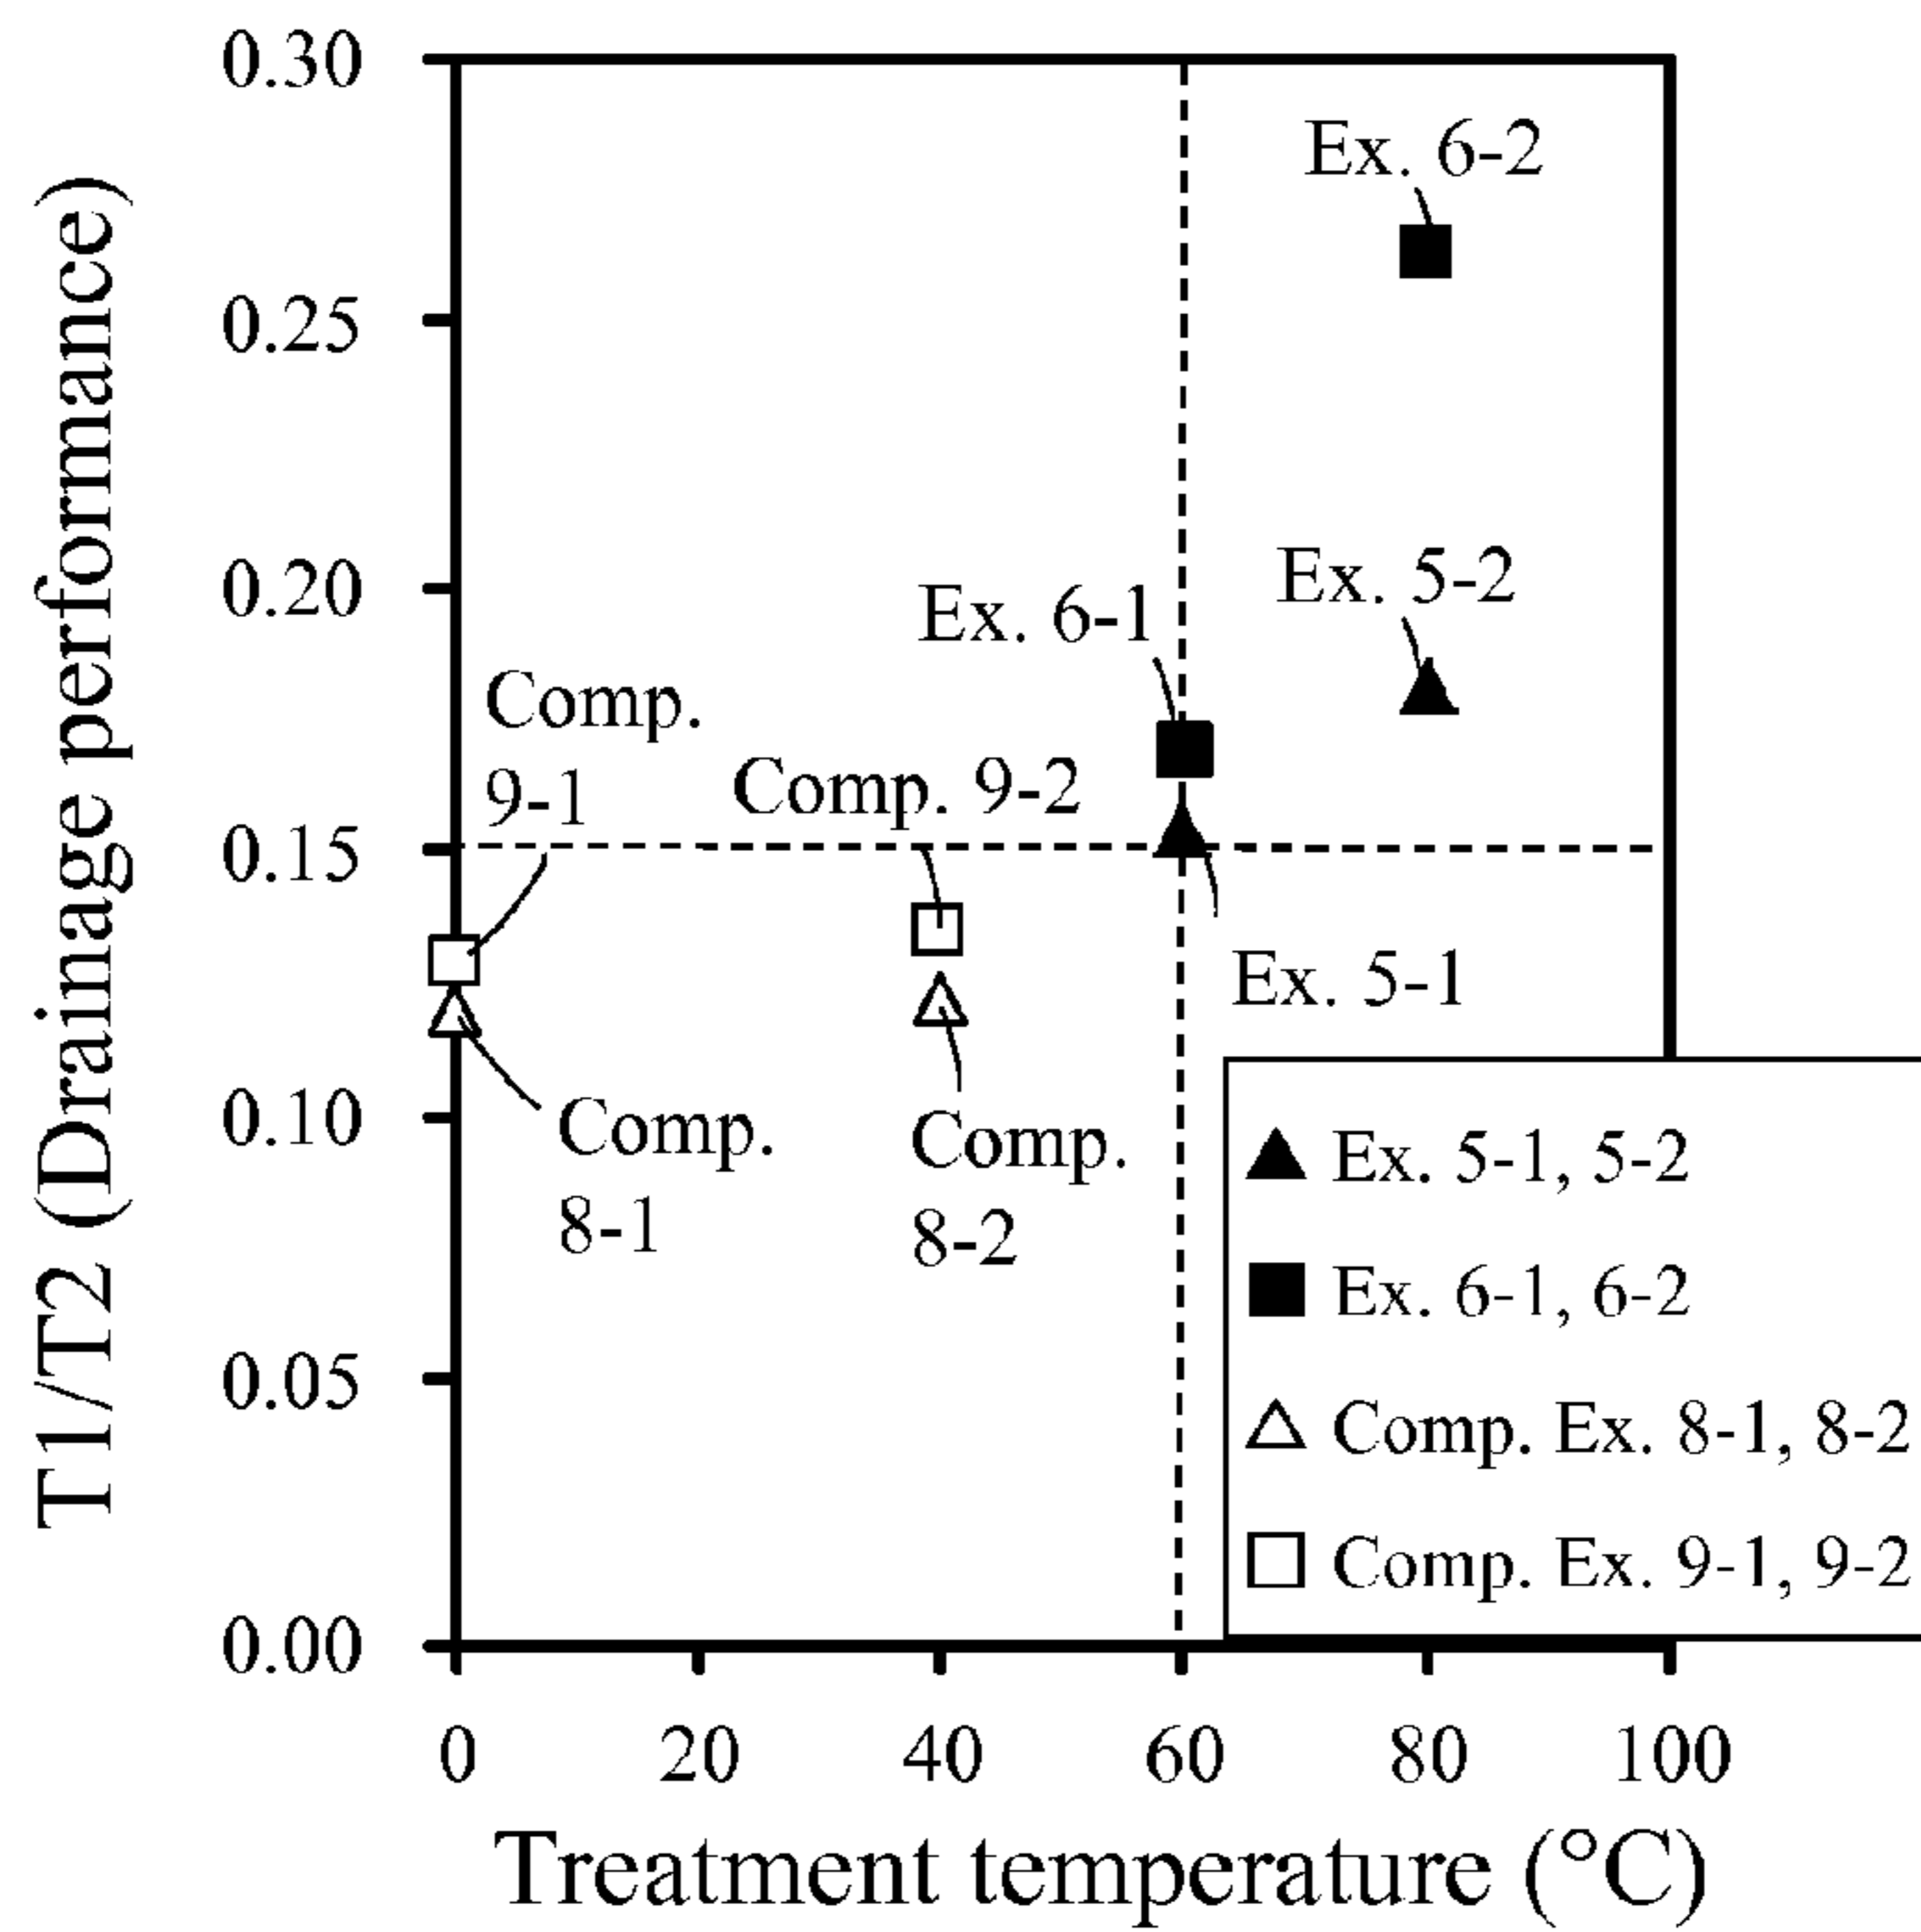 T1/T2 (Drainage performance)
0.30
0.25
0.20
0.15
0.10
0.05
0.00
Ex. 6-2
Ex. 5-2
Ex. 6-1
Comp.
9-1
Comp. 9-2
Ex. 5-1
Comp.
8-1
Comp.
8-2
Ex. 5-1, 5-2
Ex. 6-1, 6-2
Comp. Ex. 8-1, 8-2
Comp. Ex. 9-1, 9-2
0 20 40 60 80 100
Treatment temperature (°C)